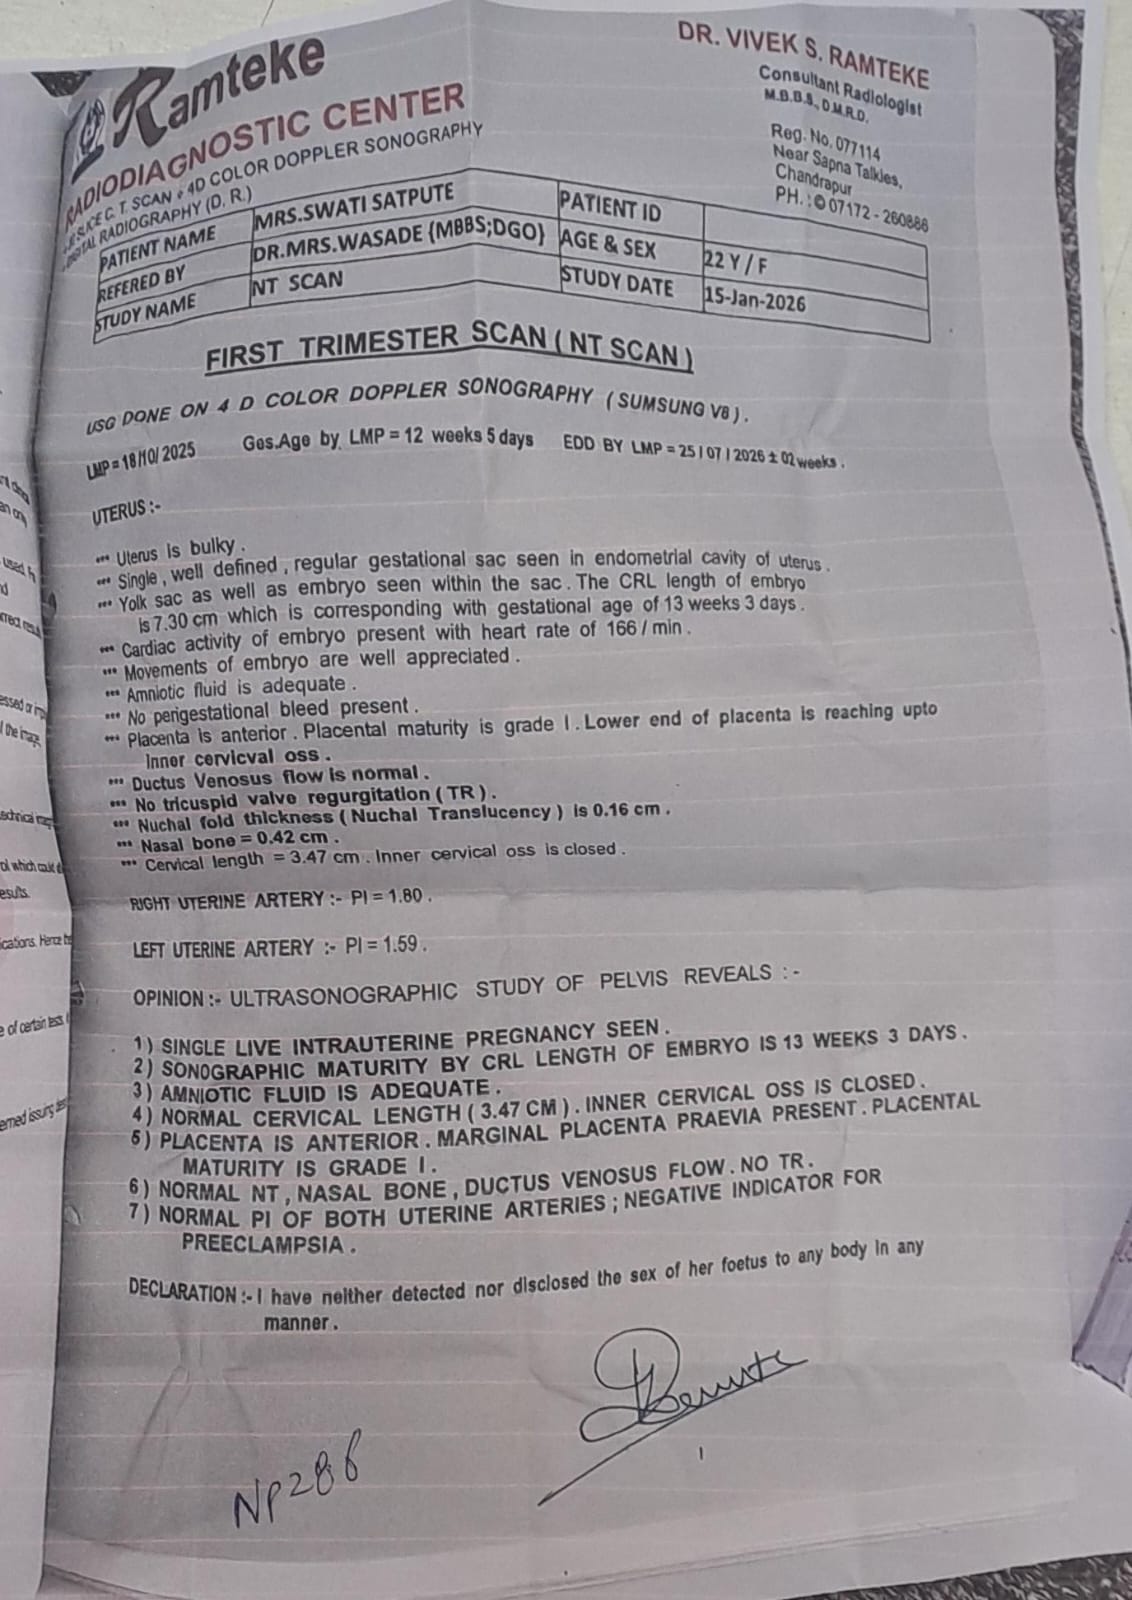 Ramteke
RADIODIAGNOSTIC CENTER
SLICE C. T. SCAN 4D COLOR DOPPLER SONOGRAPHY
DIGITAL RADIOGRAPHY (D. R.)
DR. VIVEK S. RAMTEKE
Consultant Radiologist
M.B.B.S., D.M.R.D.
Reg. No. 077114
Near Sapna Talkies,
Chandrapur
PH. : ✆ 07172 - 260886
PATIENT NAME MRS.SWATI SATPUTE PATIENT ID
REFERED BY DR.MRS.WASADE {MBBS;DGO} AGE & SEX 22 Y / F
STUDY NAME NT SCAN STUDY DATE 15-Jan-2026
FIRST TRIMESTER SCAN ( NT SCAN )
USG DONE ON 4 D COLOR DOPPLER SONOGRAPHY ( SUMSUNG V8 ) .
LMP = 18/10/ 2025 Ges.Age by. LMP = 12 weeks 5 days EDD BY LMP = 25 / 07 / 2026 ± 02 weeks .
UTERUS :-
*** Uterus is bulky .
*** Single , well defined , regular gestational sac seen in endometrial cavity of uterus .
*** Yolk sac as well as embryo seen within the sac . The CRL length of embryo
is 7.30 cm which is corresponding with gestational age of 13 weeks 3 days .
*** Cardiac activity of embryo present with heart rate of 166 / min .
*** Movements of embryo are well appreciated .
*** Amniotic fluid is adequate .
*** No perigestational bleed present .
*** Placenta is anterior . Placental maturity is grade I . Lower end of placenta is reaching upto
Inner cervicval oss .
*** Ductus Venosus flow is normal .
*** No tricuspid valve regurgitation ( TR ) .
*** Nuchal fold thickness ( Nuchal Translucency ) is 0.16 cm .
*** Nasal bone = 0.42 cm .
*** Cervical length = 3.47 cm . Inner cervical oss is closed .
RIGHT UTERINE ARTERY :- PI = 1.80 .
LEFT UTERINE ARTERY :- PI = 1.59 .
OPINION :- ULTRASONOGRAPHIC STUDY OF PELVIS REVEALS : -
1 ) SINGLE LIVE INTRAUTERINE PREGNANCY SEEN .
2 ) SONOGRAPHIC MATURITY BY CRL LENGTH OF EMBRYO IS 13 WEEKS 3 DAYS .
3 ) AMNIOTIC FLUID IS ADEQUATE .
4 ) NORMAL CERVICAL LENGTH ( 3.47 CM ) . INNER CERVICAL OSS IS CLOSED .
5 ) PLACENTA IS ANTERIOR . MARGINAL PLACENTA PRAEVIA PRESENT . PLACENTAL
MATURITY IS GRADE I .
6 ) NORMAL NT , NASAL BONE , DUCTUS VENOSUS FLOW . NO TR .
7 ) NORMAL PI OF BOTH UTERINE ARTERIES ; NEGATIVE INDICATOR FOR
PREECLAMPSIA .
DECLARATION :- I have neither detected nor disclosed the sex of her foetus to any body in any
manner .
NP286